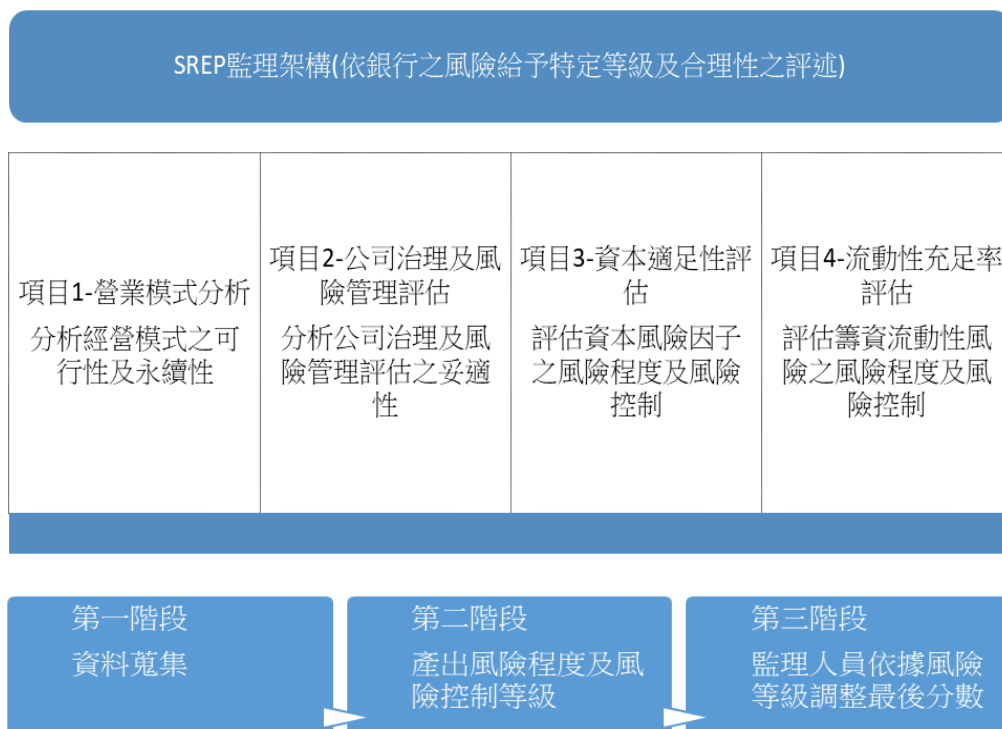 SREP監理架構(依銀行之風險給予特定等級及合理性之評述)
項目1-營業模式分析
分析經營模式之可
行性及永續性
項目2-公司治理及風
險管理評估
分析公司治理及風
險管理評估之妥適
性
項目3-資本適足性評
估
評估資本風險因子
之風險程度及風險
控制
項目4-流動性充足率
評估
評估籌資流動性風
險之風險程度及風
險控制
第一階段
資料蒐集
第二階段
產出風險程度及風
險控制等級
第三階段
監理人員依據風險
等級調整最後分數